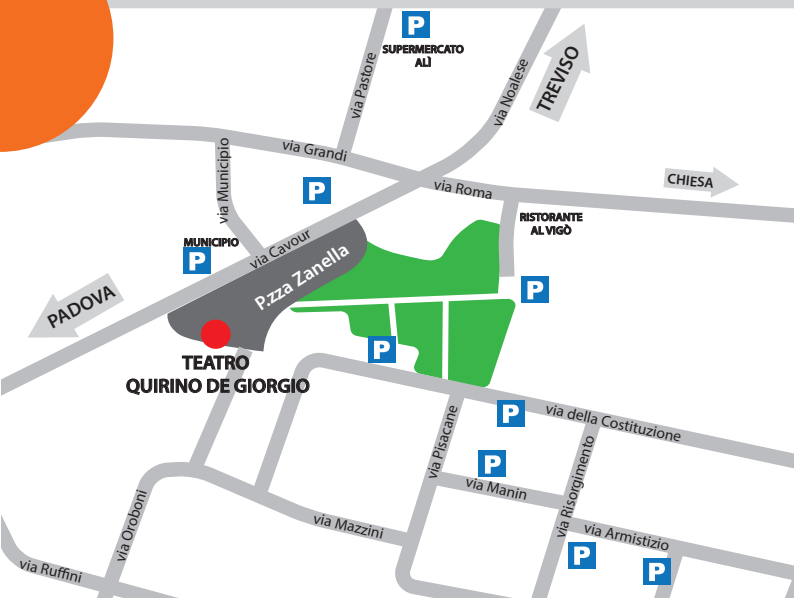 P
SUPERMERCATO
ALÌ
via Pastore
via Noalese
TREVISO
via Grandi
via Municipio
P
via Roma
CHIESA
RISTORANTE
AL VIGÒ
MUNICIPIO
P
via Cavour
P.zza Zanella
PADOVA
P
P
TEATRO
QUIRINO DE GIORGIO
P
via della Costituzione
via Pisacane
P
via Manin
via Risorgimento
via Oroboni
via Mazzini
via Armistizio
P
P
via Ruffini